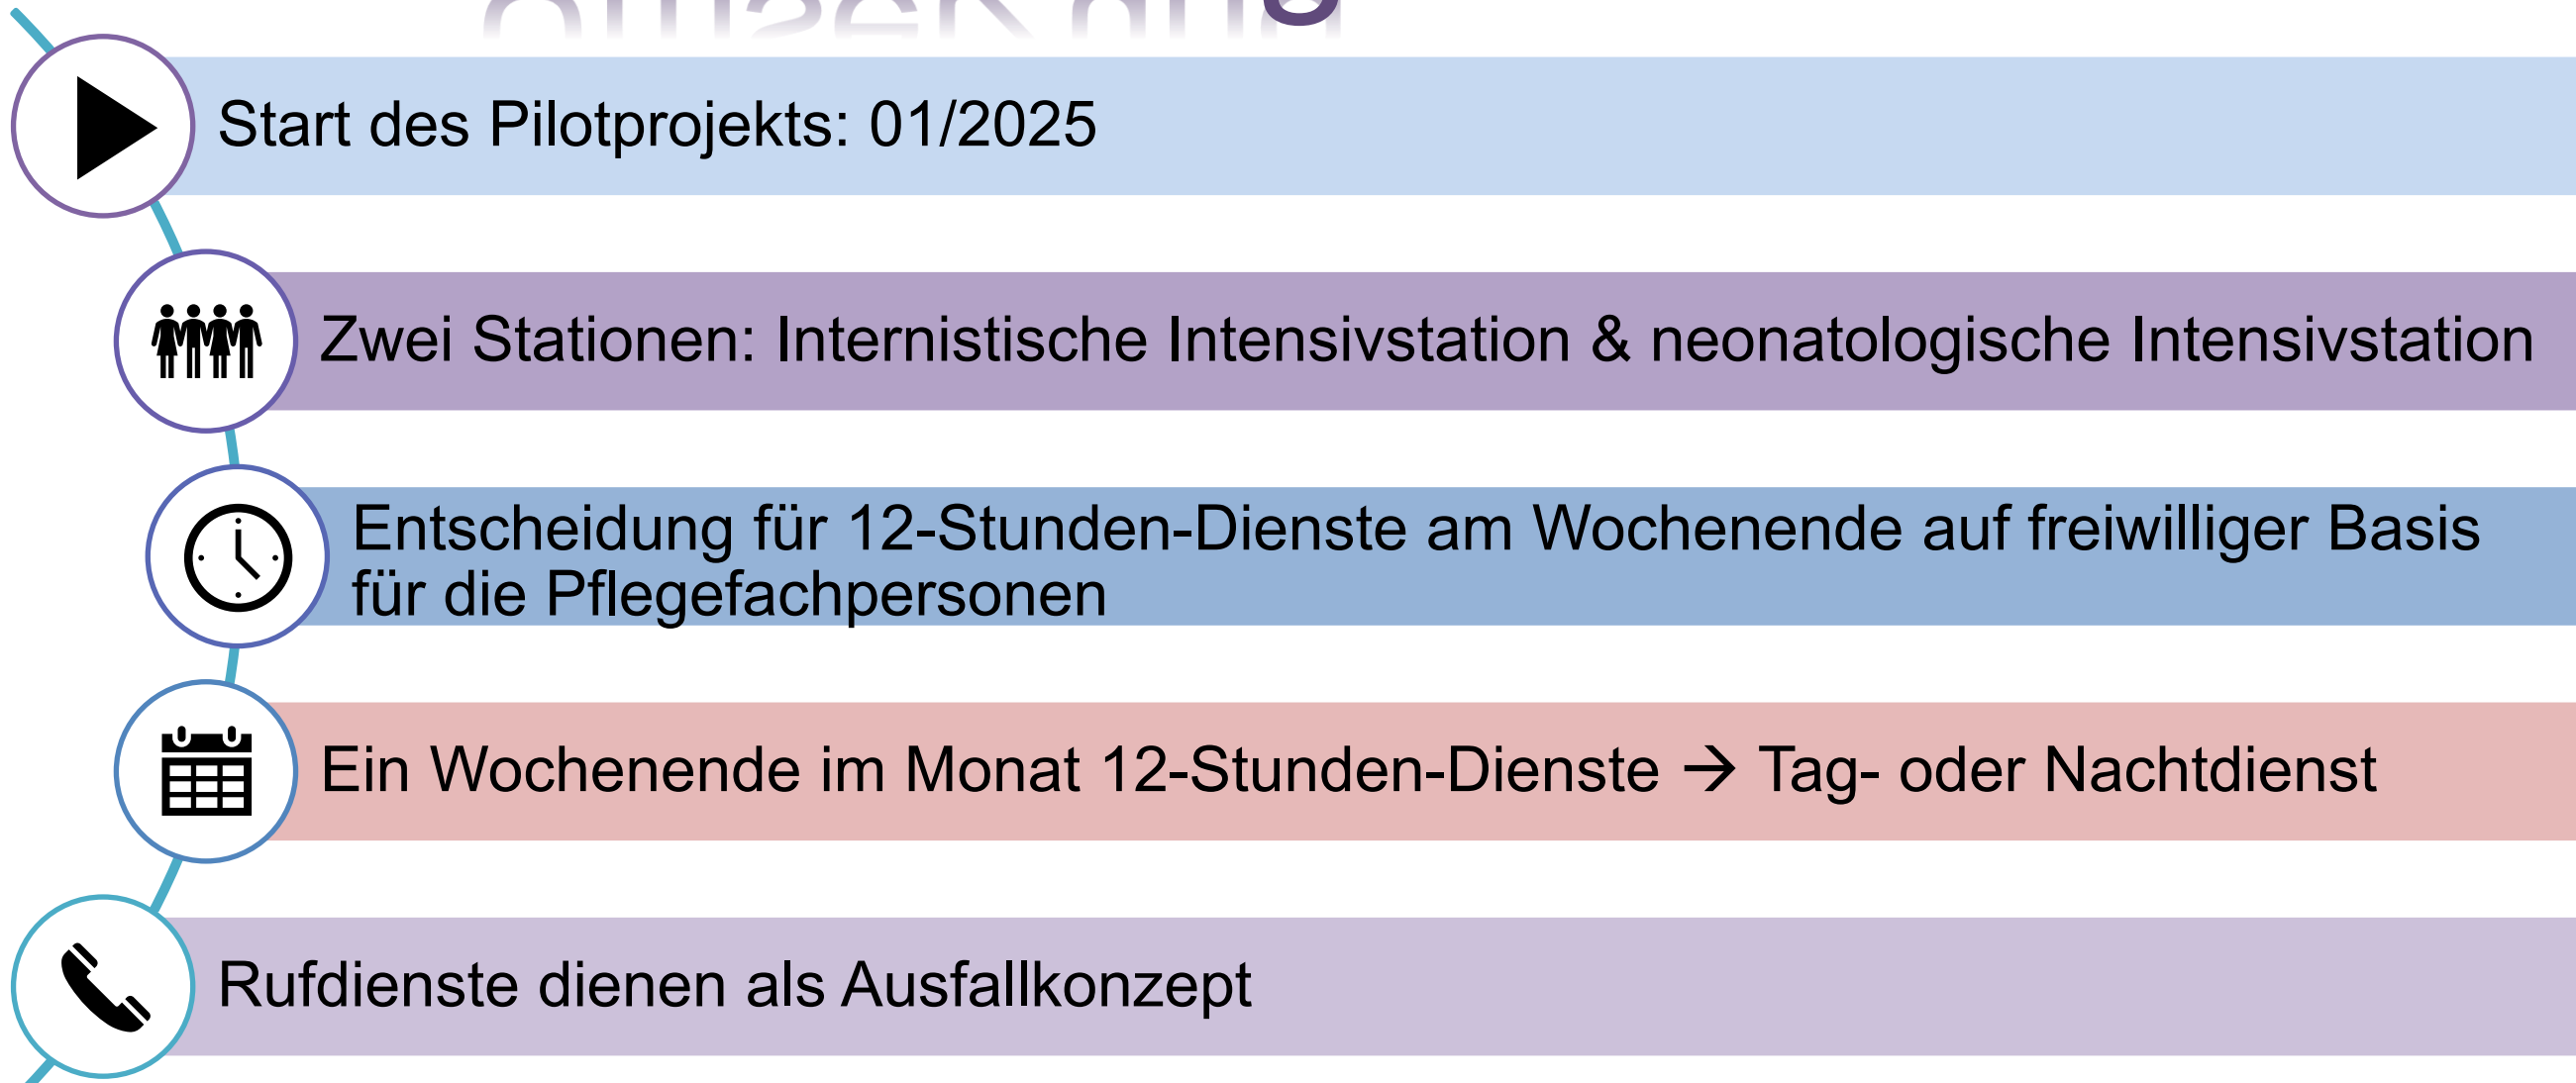 Start des Pilotprojekts: 01/2025
Zwei Stationen: Internistische Intensivstation & neonatologische Intensivstation
Entscheidung für 12-Stunden-Dienste am Wochenende auf freiwilliger Basis
für die Pflegefachpersonen
Ein Wochenende im Monat 12-Stunden-Dienste → Tag- oder Nachtdienst
Rufdienste dienen als Ausfallkonzept